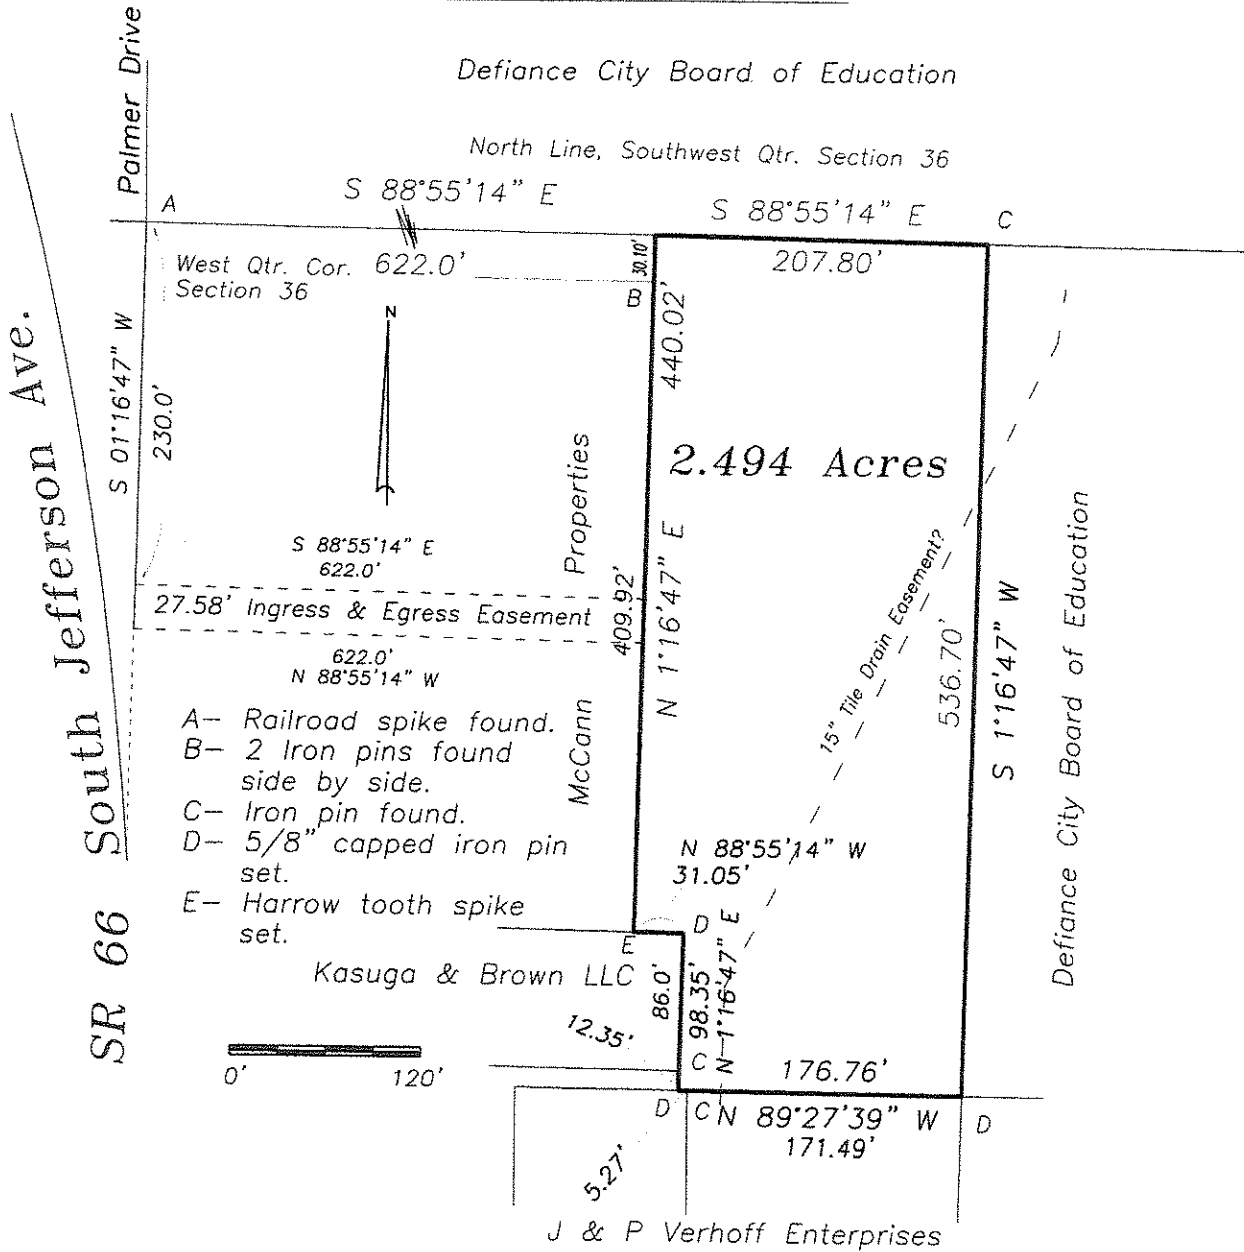 Palmer Drive
Defiance City Board of Education
North Line, Southwest Qtr. Section 36
S 88°55'14" E
S 88°55'14" E
A
C
West Qtr. Cor. 622.0'
Section 36
30.10'
207.80'
B
N
440.02'
S 01°16'47" W
230.0'
2.494 Acres
Properties
McCann
S 88°55'14" E
622.0'
27.58' Ingress & Egress Easement
622.0'
N 88°55'14" W
409.92'
N 1°16'47" E
15" Tile Drain Easement?
536.70'
S 1°16'47" W
Defiance City Board of Education
SR 66 South Jefferson Ave.
A– Railroad spike found.
B– 2 Iron pins found
side by side.
C– Iron pin found.
D– 5/8" capped iron pin
set.
E– Harrow tooth spike
set.
N 88°55'14" W
31.05'
D
E
Kasuga & Brown LLC
86.0'
98.35'
N 1°16'47" E
12.35'
0'
120'
C
176.76'
D
C
N 89°27'39" W
D
171.49'
5.27'
J & P Verhoff Enterprises